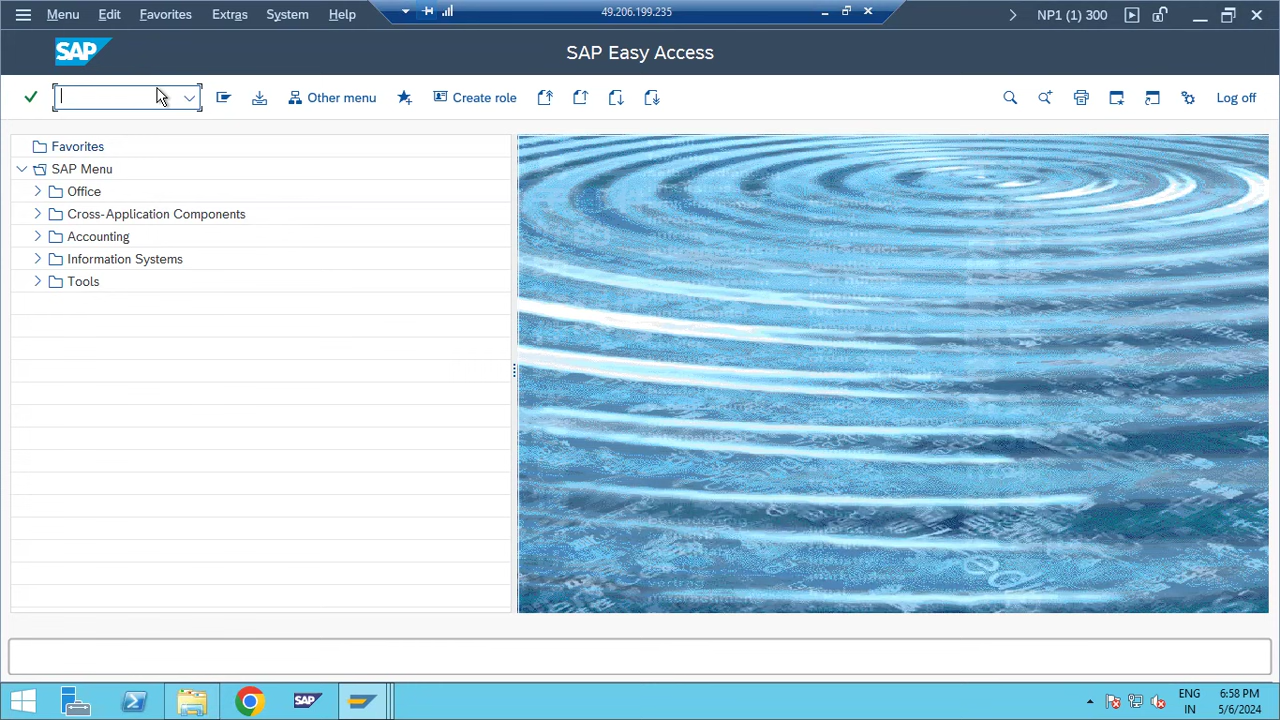 49.206.199.235
Menu Edit Favorites Extras System Help NP1 (1) 300
SAP SAP Easy Access
Other menu Create role Log off
Favorites
SAP Menu
Office
Cross-Application Components
Accounting
Information Systems
Tools
SAP
ENG 6:58 PM
IN 5/6/2024